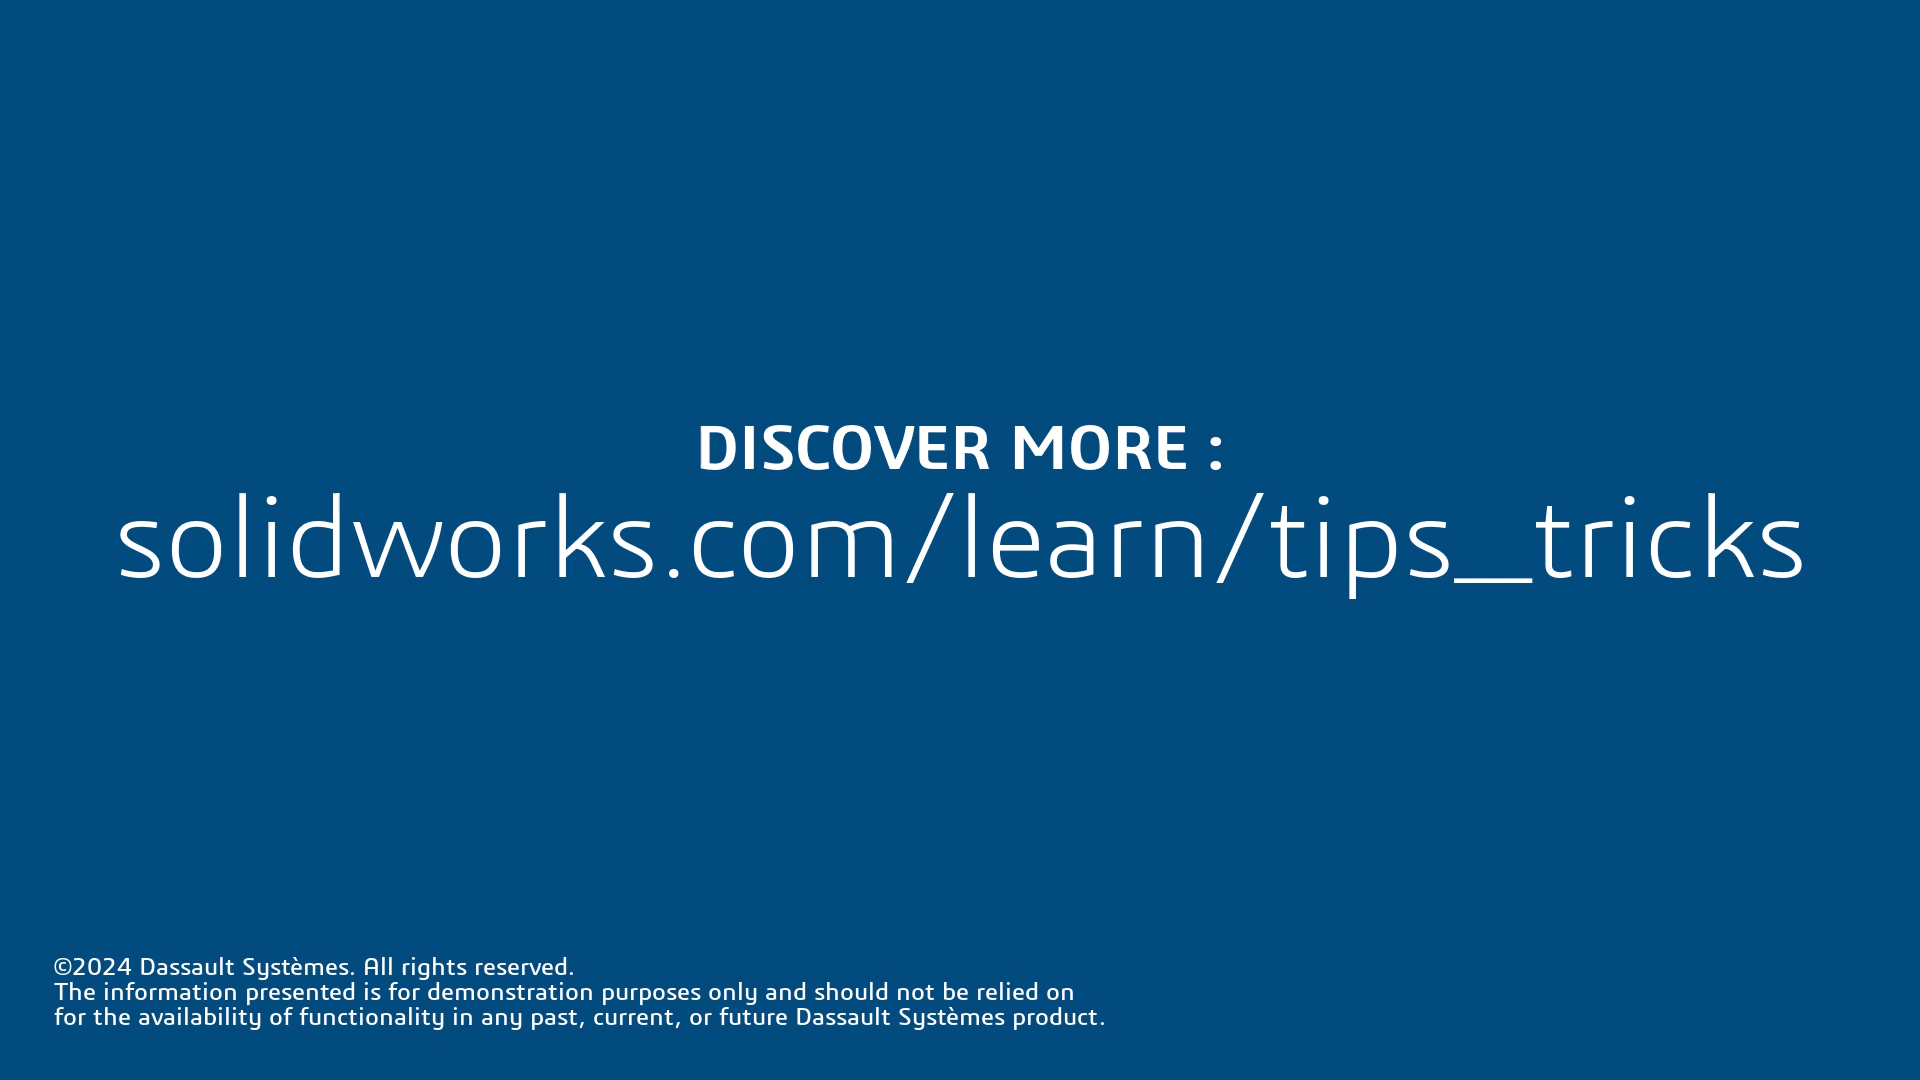 DISCOVER MORE :
solidworks.com/learn/tips_tricks
©2024 Dassault Systèmes. All rights reserved.
The information presented is for demonstration purposes only and should not be relied on
for the availability of functionality in any past, current, or future Dassault Systèmes product.